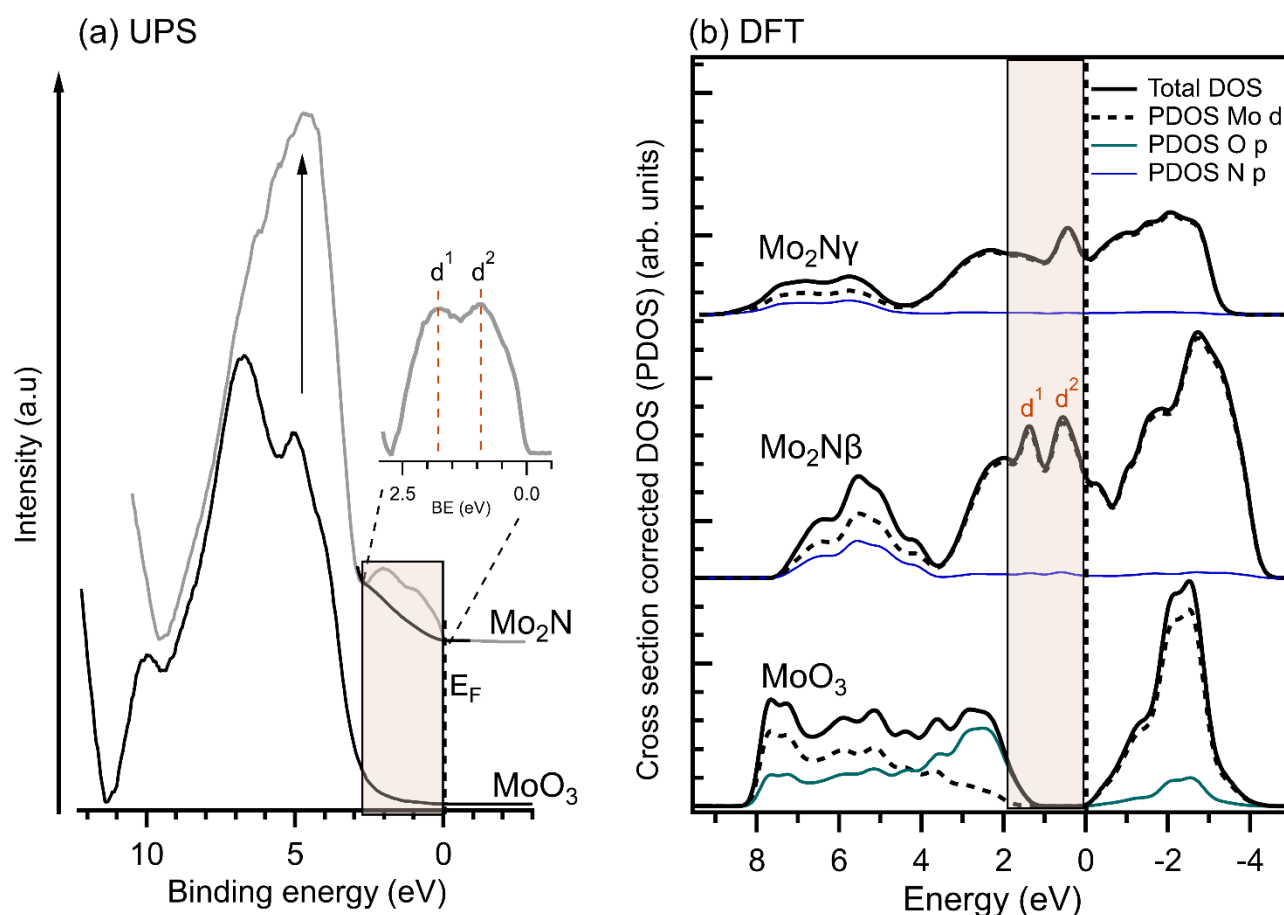 (a) UPS
Intensity (a.u)
d¹ d²
2.5 0.0
BE (eV)
Mo₂N
E_F
MoO₃
10 5 0
Binding energy (eV)
(b) DFT
Cross section corrected DOS (PDOS) (arb. units)
Total DOS
PDOS Mo d
PDOS O p
PDOS N p
Mo₂Nγ
d¹ d²
Mo₂Nβ
MoO₃
8 6 4 2 0 -2 -4
Energy (eV)